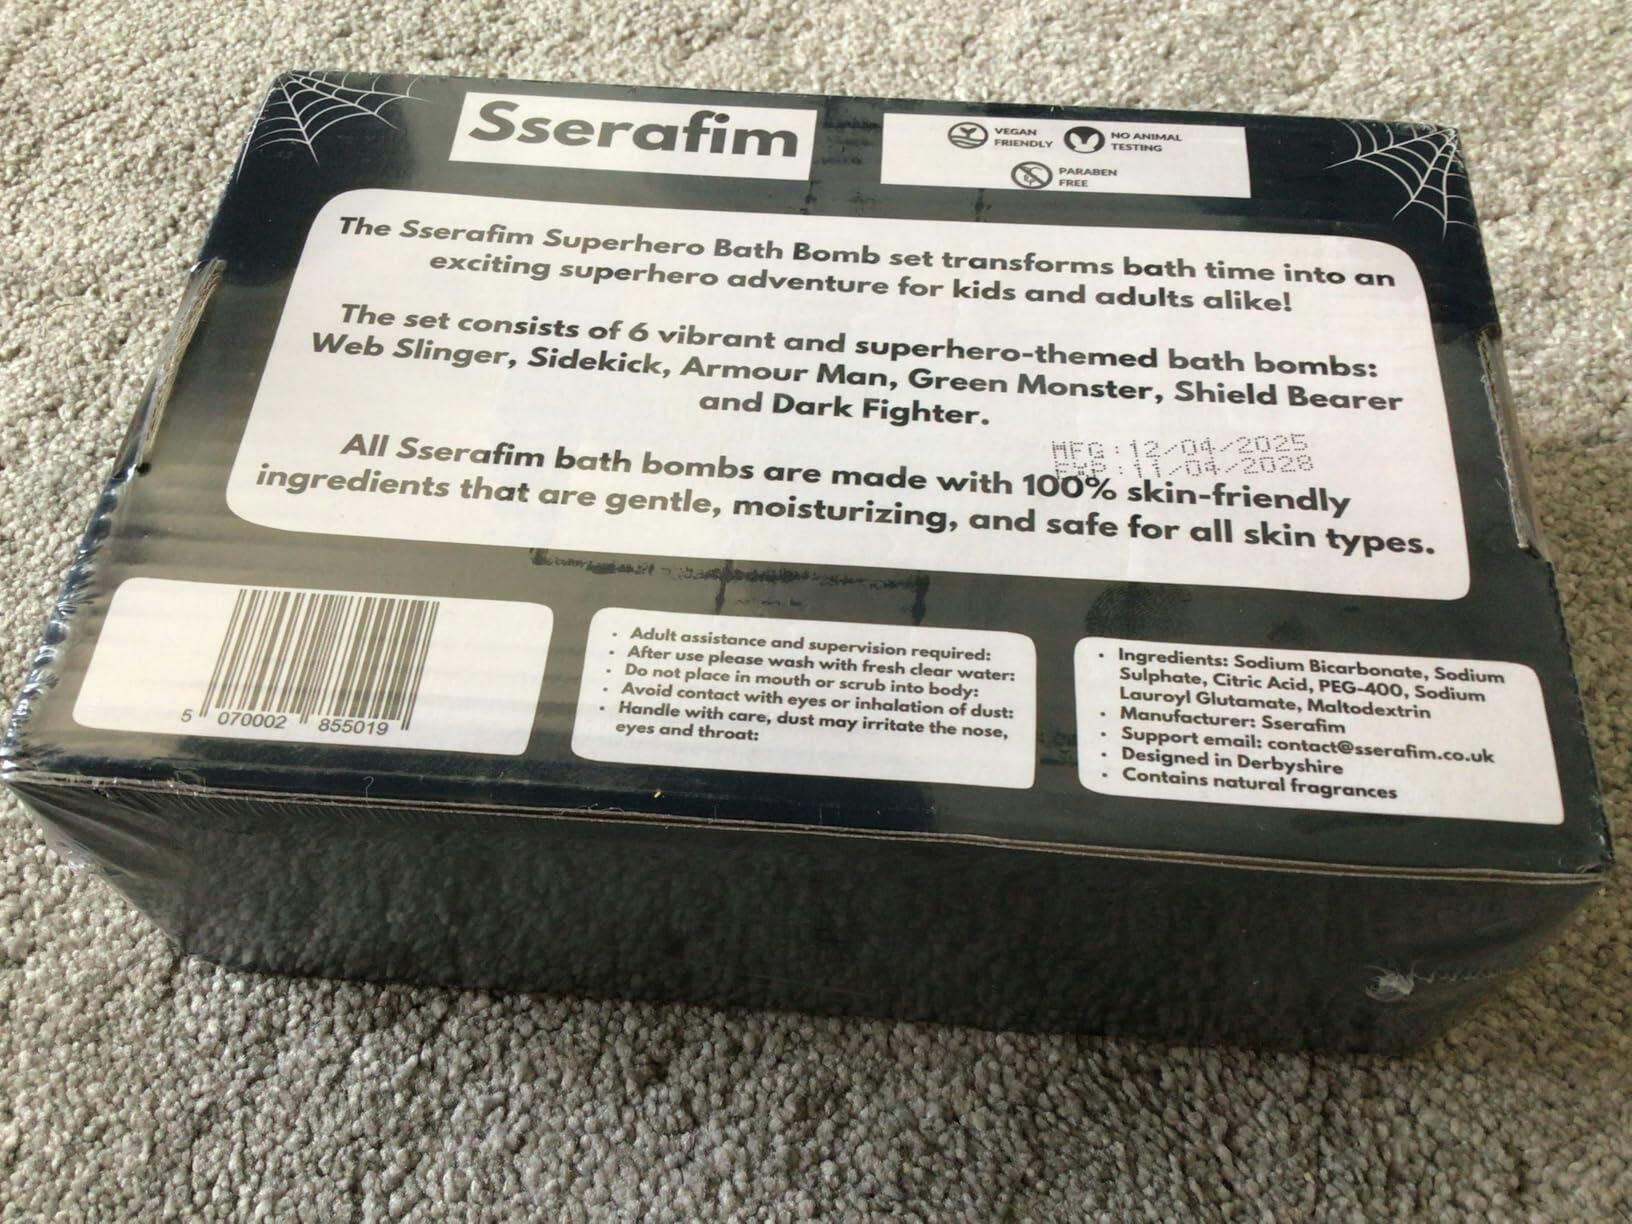 Sserafim
VEGAN
FRIENDLY
NO ANIMAL
TESTING
PARABEN
FREE
The Sserafim Superhero Bath Bomb set transforms bath time into an
exciting superhero adventure for kids and adults alike!
The set consists of 6 vibrant and superhero-themed bath bombs:
Web Slinger, Sidekick, Armour Man, Green Monster, Shield Bearer
and Dark Fighter.
MFG:12/04/2025
EXP:11/04/2028
All Sserafim bath bombs are made with 100% skin-friendly
ingredients that are gentle, moisturizing, and safe for all skin types.
5 070002 855019
• Adult assistance and supervision required:
• After use please wash with fresh clear water:
• Do not place in mouth or scrub into body:
• Avoid contact with eyes or inhalation of dust:
• Handle with care, dust may irritate the nose,
eyes and throat:
• Ingredients: Sodium Bicarbonate, Sodium
Sulphate, Citric Acid, PEG-400, Sodium
Lauroyl Glutamate, Maltodextrin
• Manufacturer: Sserafim
• Support email: contact@sserafim.co.uk
• Designed in Derbyshire
• Contains natural fragrances